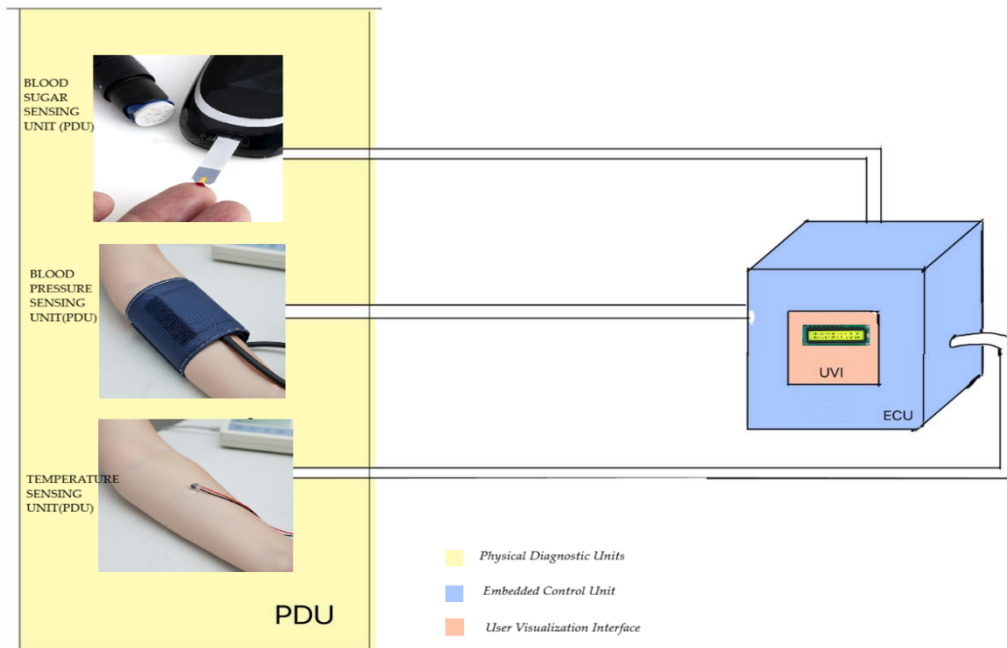 BLOOD
SUGAR
SENSING
UNIT (PDU)
BLOOD
PRESSURE
SENSING
UNIT(PDU)
TEMPERATURE
SENSING
UNIT(PDU)
PDU
UVI
ECU
Physical Diagnostic Units
Embedded Control Unit
User Visualization Interface